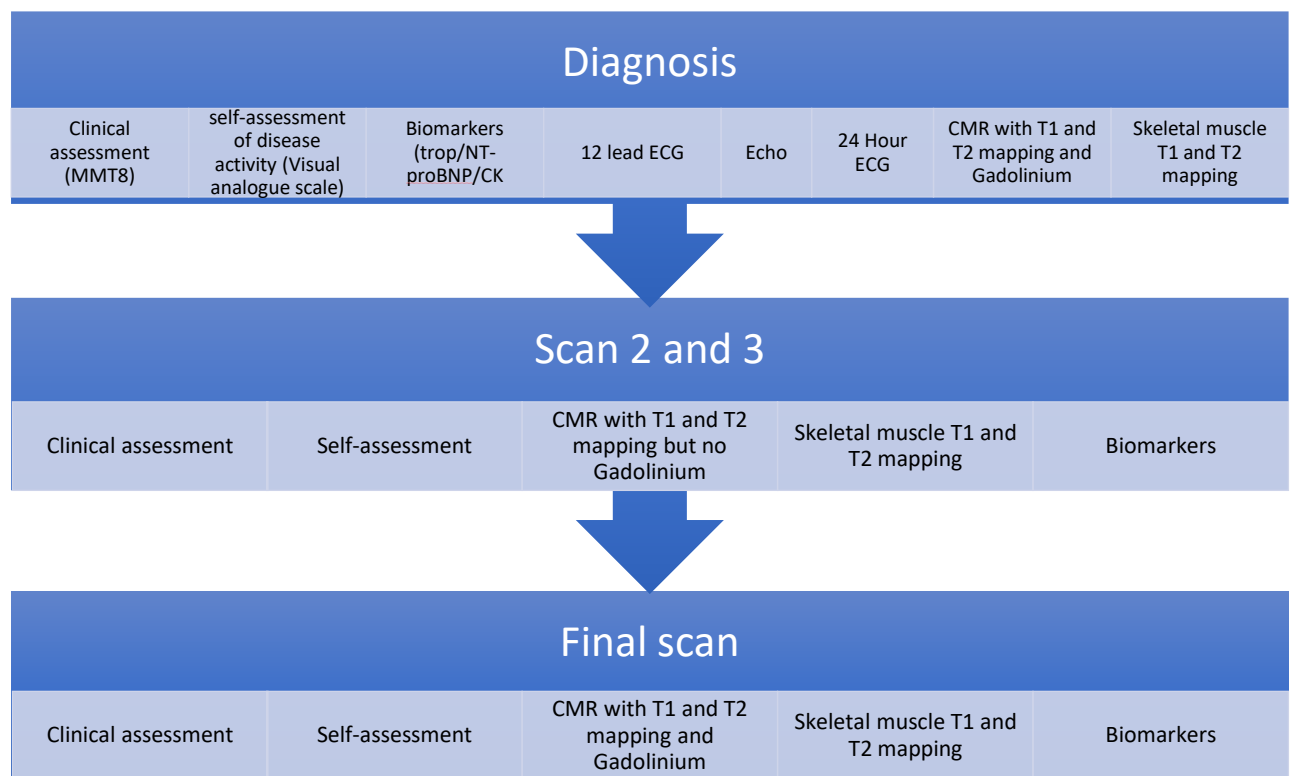 Diagnosis
Clinical
assessment
(MMT8)
self-assessment
of disease
activity (Visual
analogue scale)
Biomarkers
(trop/NT-
proBNP/CK
12 lead ECG
Echo
24 Hour
ECG
CMR with T1 and
T2 mapping and
Gadolinium
Skeletal muscle
T1 and T2
mapping
Scan 2 and 3
Clinical assessment
Self-assessment
CMR with T1 and T2
mapping but no
Gadolinium
Skeletal muscle T1 and
T2 mapping
Biomarkers
Final scan
Clinical assessment
Self-assessment
CMR with T1 and T2
mapping and
Gadolinium
Skeletal muscle T1 and
T2 mapping
Biomarkers